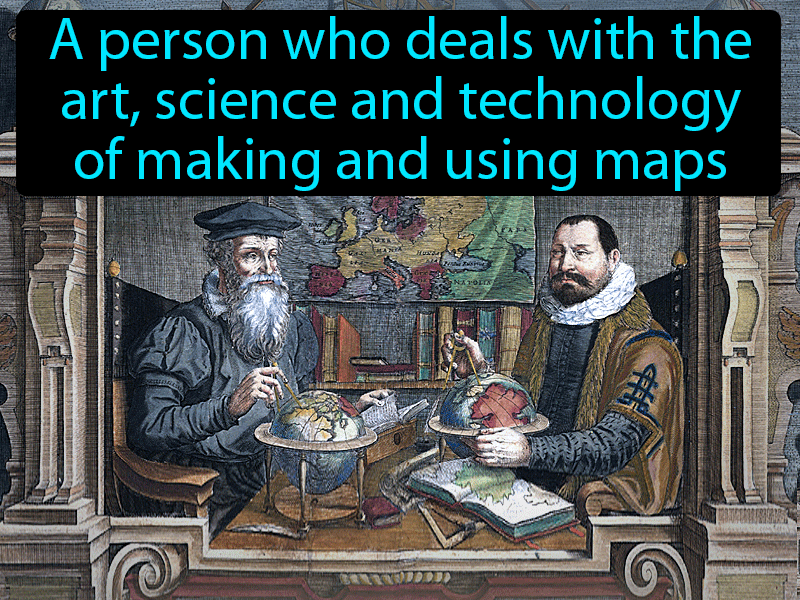 A person who deals with the
art, science and technology
of making and using maps